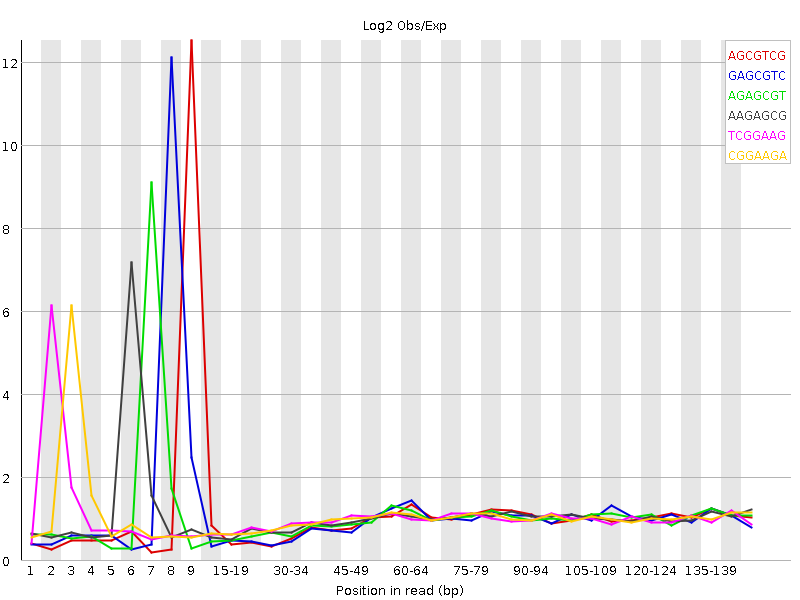 Log2 Obs/Exp
12
10
8
6
4
2
0
AGCGTCG
GAGCGTC
AGAGCGT
AAGAGCG
TCGGAAG
CGGAAGA
1 2 3 4 5 6 7 8 9 15-19 30-34 45-49 60-64 75-79 90-94 105-109 120-124 135-139
Position in read (bp)